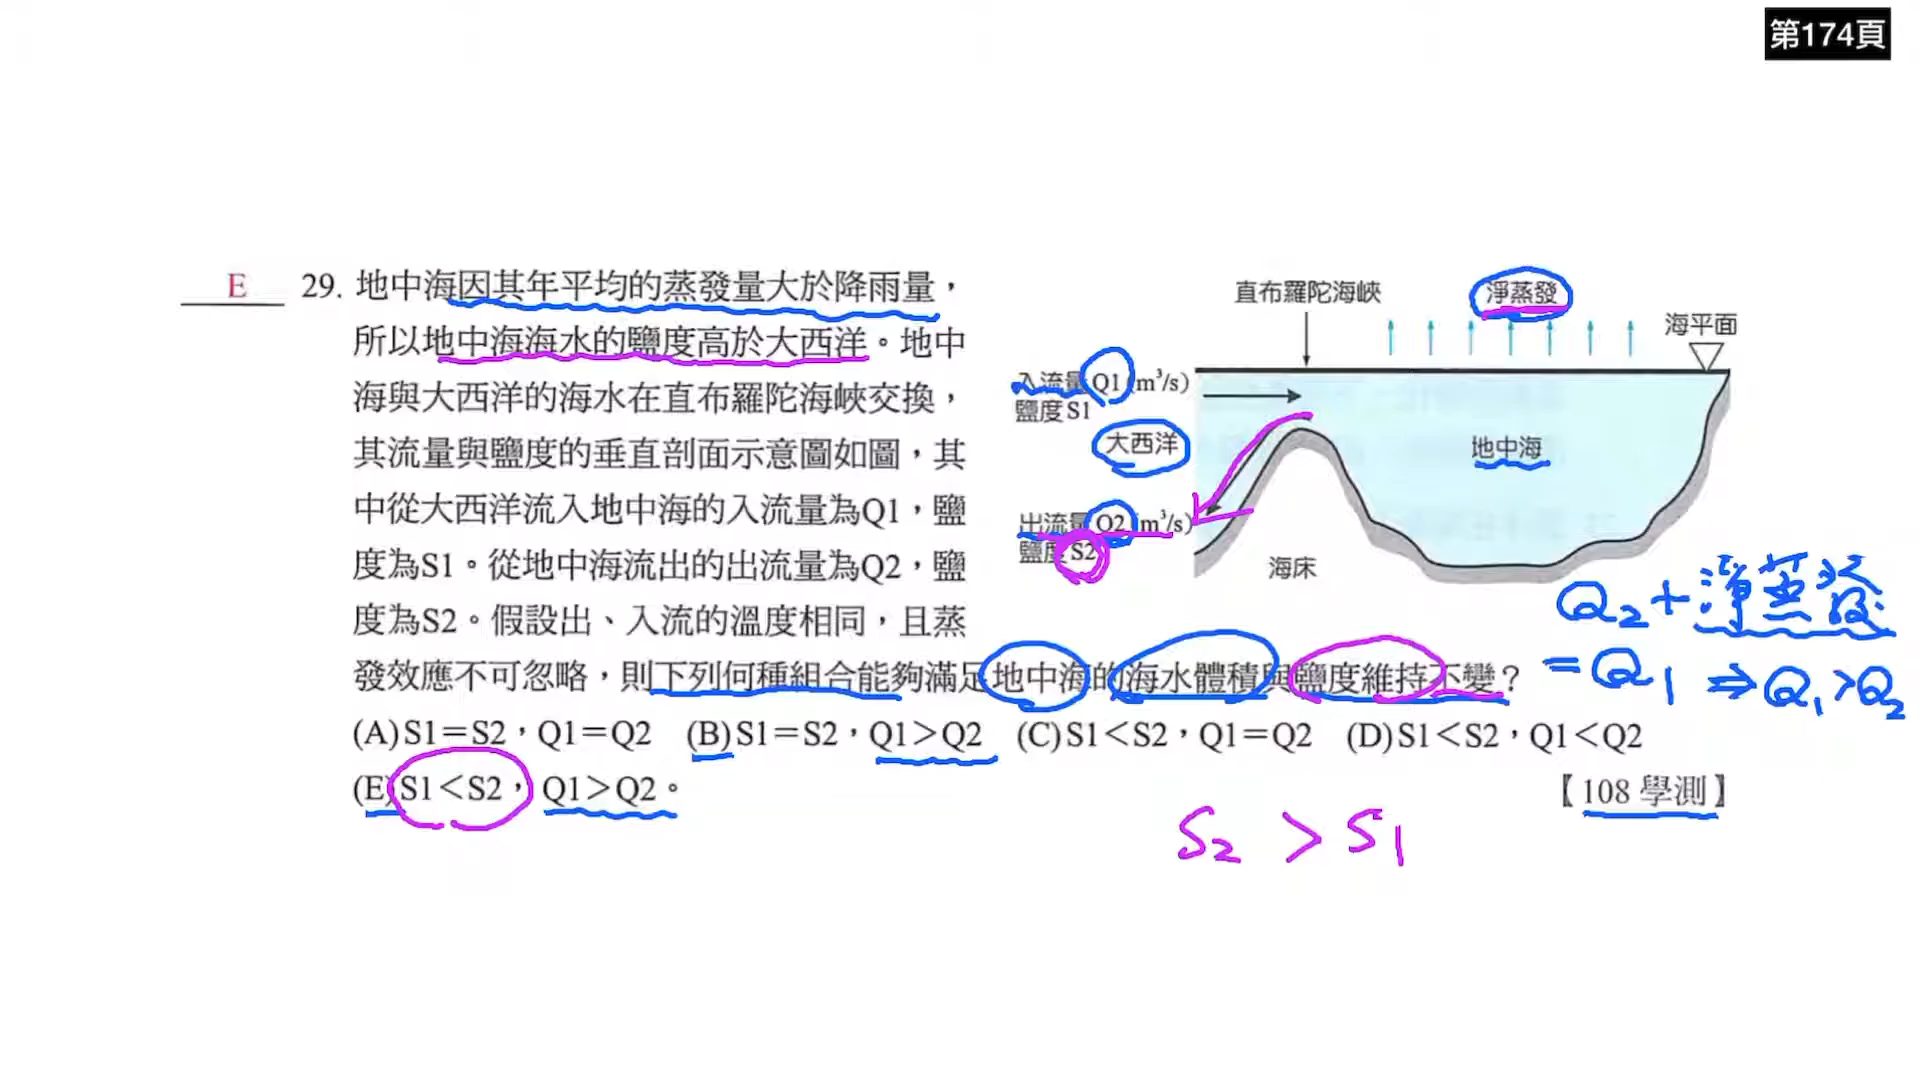 第174頁
E 29. 地中海因其年平均的蒸發量大於降雨量，
所以地中海海水的鹽度高於大西洋。地中
海與大西洋的海水在直布羅陀海峽交換，
其流量與鹽度的垂直剖面示意圖如圖，其
中從大西洋流入地中海的入流量為Q1，鹽
度為S1。從地中海流出的出流量為Q2，鹽
度為S2。假設出、入流的溫度相同，且蒸
發效應不可忽略，則下列何種組合能夠滿足地中海的海水體積與鹽度維持不變？
(A)S1＝S2，Q1＝Q2 (B)S1＝S2，Q1＞Q2 (C)S1＜S2，Q1＝Q2 (D)S1＜S2，Q1＜Q2
(E)S1＜S2，Q1＞Q2。
【108 學測】
直布羅陀海峽
淨蒸發
海平面
入流量Q1(m³/s)
鹽度S1
大西洋
地中海
出流量Q2(m³/s)
鹽度S2
海床
Q₂+淨蒸發
=Q₁ ⇒ Q₁>Q₂
S₂ > S₁